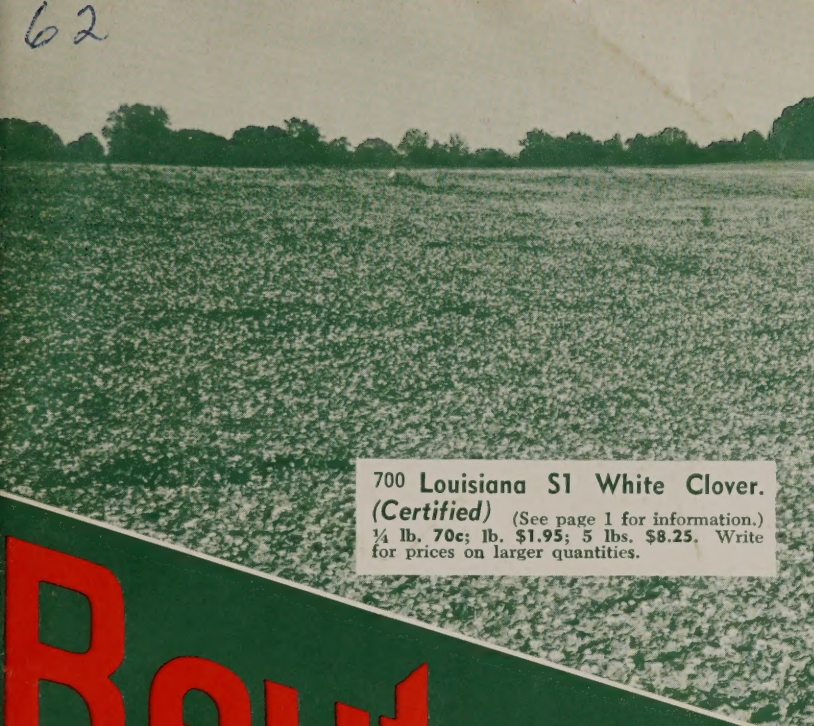 62
700 Louisiana S1 White Clover.
(Certified) (See page 1 for information.)
¼ lb. 70c; lb. $1.95; 5 lbs. $8.25. Write
for prices on larger quantities.